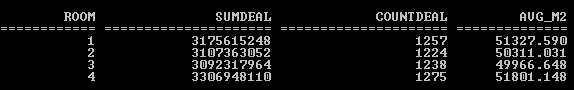 ROOM SUMDEAL COUNTDEAL AVG_M2
============ ===================== ===================== ============
1 3175615248 1257 51327.590
2 3107363052 1224 50311.031
3 3092317964 1238 49966.648
4 3306948110 1275 51801.148